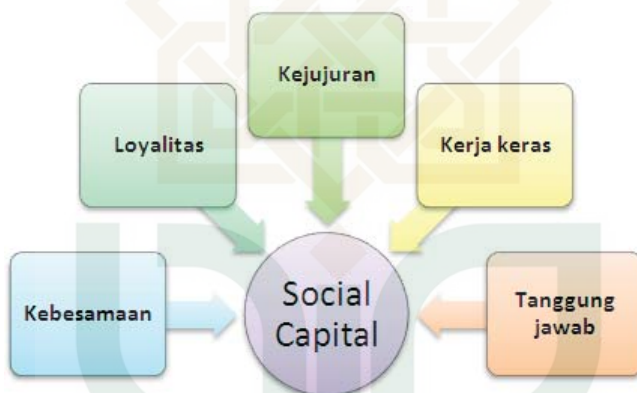 Kejujuran
Loyalitas
Kerja keras
Kebesamaan
Social
Capital
Tanggung
jawab